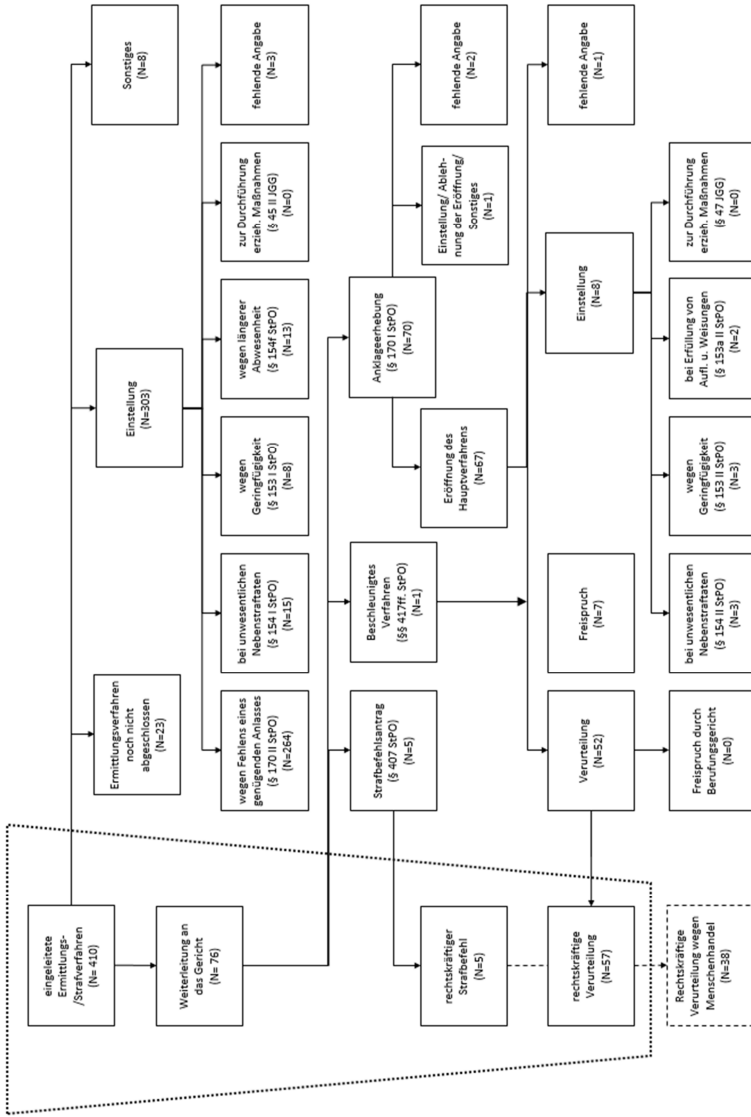 eingeleitete
Ermittlungs-
/Strafverfahren
(N= 410)
Ermittlungsverfahren
noch nicht
abgeschlossen
(N=23)
Einstellung
(N=303)
Sonstiges
(N=8)
Weiterleitung an
das Gericht
(N= 76)
wegen Fehlens eines
genügenden Anlasses
(§ 170 II StPO)
(N=264)
bei unwesentlichen
Nebenstraftaten
(§ 154 I StPO)
(N=15)
wegen
Geringfügigkeit
(§ 153 I StPO)
(N=8)
wegen längerer
Abwesenheit
(§ 154f StPO)
(N=13)
zur Durchführung
erzieh. Maßnahmen
(§ 45 II JGG)
(N=0)
fehlende Angabe
(N=3)
Strafbefehlsantrag
(§ 407 StPO)
(N=5)
Beschleunigtes
Verfahren
(§§ 417ff. StPO)
(N=1)
Anklageerhebung
(§ 170 I StPO)
(N=70)
rechtskräftiger
Strafbefehl
(N=5)
Eröffnung des
Hauptverfahrens
(N=67)
Einstellung/ Ableh-
nung der Eröffnung/
Sonstiges
(N=1)
fehlende Angabe
(N=2)
rechtskräftige
Verurteilung
(N=57)
Verurteilung
(N=52)
Freispruch
(N=7)
Einstellung
(N=8)
fehlende Angabe
(N=1)
Rechtskräftige
Verurteilung wegen
Menschenhandel
(N=38)
Freispruch durch
Berufungsgericht
(N=0)
bei unwesentlichen
Nebenstraftaten
(§ 154 II StPO)
(N=3)
wegen
Geringfügigkeit
(§ 153 II StPO)
(N=3)
bei Erfüllung von
Aufl. u. Weisungen
(§ 153a II StPO)
(N=2)
zur Durchführung
erzieh. Maßnahmen
(§ 47 JGG)
(N=0)